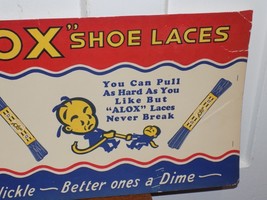 OX" SHOE LACES
You Can Pull
As Hard As You
Like But
"ALOX" Laces
Never Break
Nickle — Better ones a Dime —